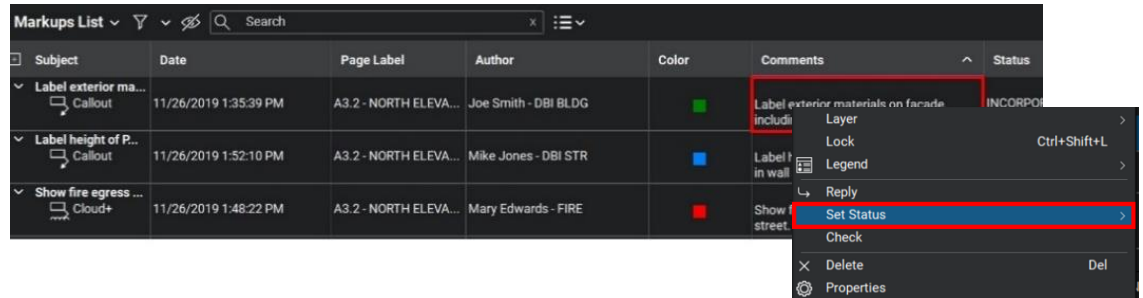 Markups List
Search x
Subject Date Page Label Author Color Comments Status
Label exterior ma...
Callout 11/26/2019 1:35:39 PM A3.2 - NORTH ELEVA... Joe Smith - DBI BLDG Label exterior materials on facade
Label height of P...
Callout 11/26/2019 1:52:10 PM A3.2 - NORTH ELEVA... Mike Jones - DBI STR Label
in wall
Show fire egress ...
Cloud+ 11/26/2019 1:48:22 PM A3.2 - NORTH ELEVA... Mary Edwards - FIRE Show
street.
Layer
Lock Ctrl+Shift+L
Legend
Reply
Set Status
Check
Delete Del
Properties